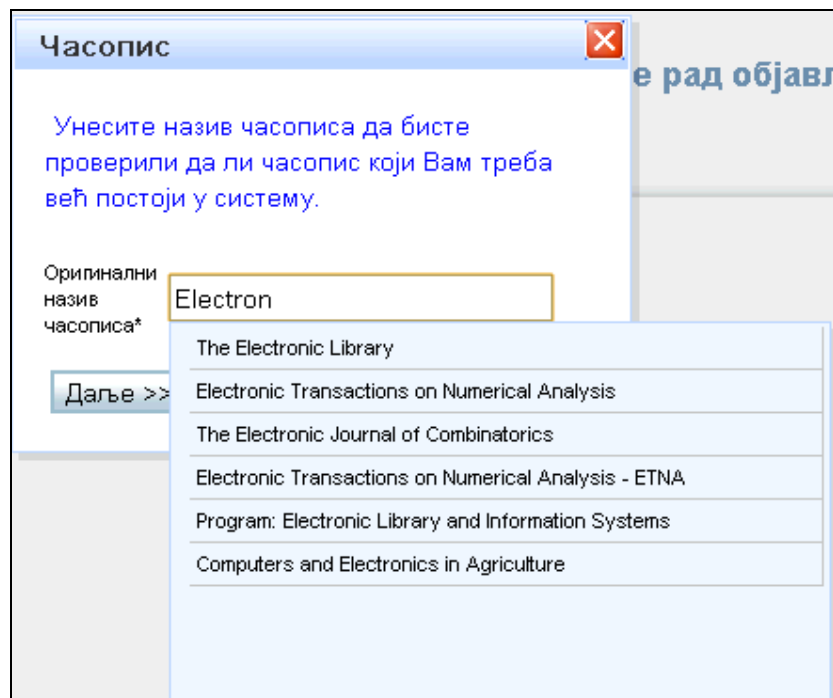 Часопис
е рад објавл
Унесите назив часописа да бисте
проверили да ли часопис који Вам треба
већ постоји у систему.
Оригинални
назив
часописа*
Electron
The Electronic Library
Electronic Transactions on Numerical Analysis
The Electronic Journal of Combinatorics
Electronic Transactions on Numerical Analysis - ETNA
Program: Electronic Library and Information Systems
Computers and Electronics in Agriculture
Даље >>